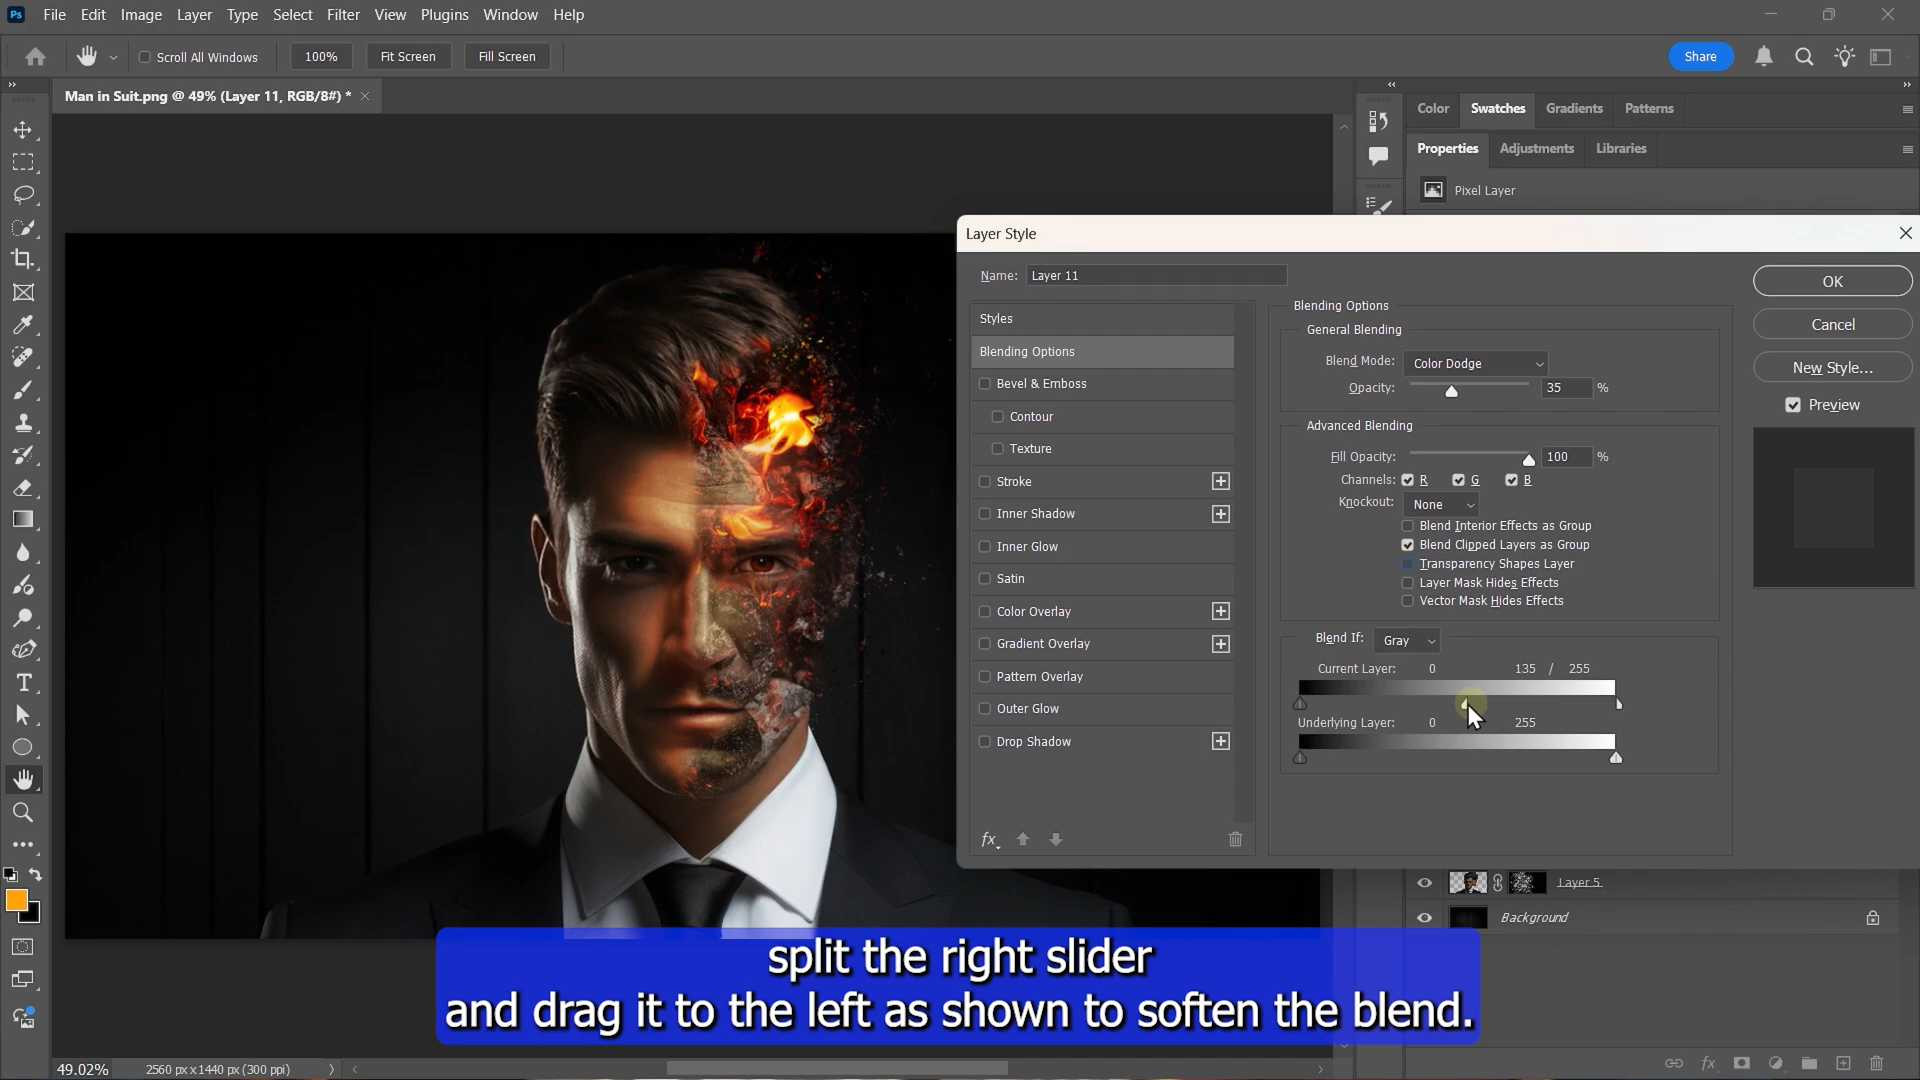 Ps File Edit Image Layer Type Select Filter View Plugins Window Help
Scroll All Windows 100% Fit Screen Fill Screen Share
Man in Suit.png @ 49% (Layer 11, RGB/8#) *
Color Swatches Gradients Patterns
Properties Adjustments Libraries
Pixel Layer
Layer Style
Name: Layer 11
OK
Cancel
New Style...
Preview
Styles
Blending Options
Bevel & Emboss
Contour
Texture
Stroke
Inner Shadow
Inner Glow
Satin
Color Overlay
Gradient Overlay
Pattern Overlay
Outer Glow
Drop Shadow
fx
Blending Options
General Blending
Blend Mode: Color Dodge
Opacity: 35 %
Advanced Blending
Fill Opacity: 100 %
Channels: R G B
Knockout: None
Blend Interior Effects as Group
Blend Clipped Layers as Group
Transparency Shapes Layer
Layer Mask Hides Effects
Vector Mask Hides Effects
Blend If: Gray
Current Layer: 0 135 / 255
Underlying Layer: 0 255
Layer 5
Background
split the right slider
and drag it to the left as shown to soften the blend.
49.02% 2560 px x 1440 px (300 ppi)
fx